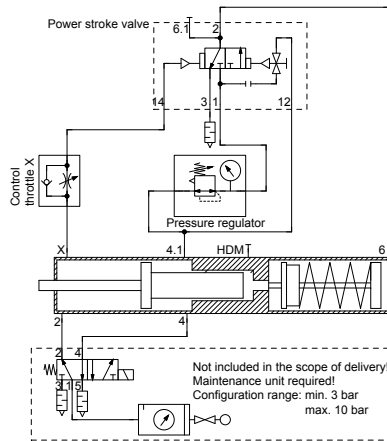 Power stroke valve
6.1
2
14
3
1
12
Control
throttle X
Pressure regulator
X
4.1
HDM
6
2
4
2
4
3
1
5
Not included in the scope of delivery!
Maintenance unit required!
Configuration range: min. 3 bar
max. 10 bar